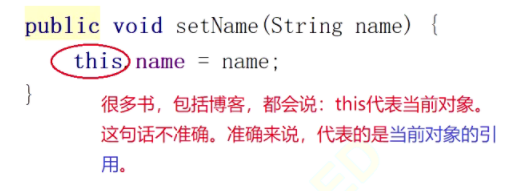 public void setName(String name) {
this.name = name;
}
很多书，包括博客，都会说：this代表当前对象。
这句话不准确。准确来说，代表的是当前对象的引
用。